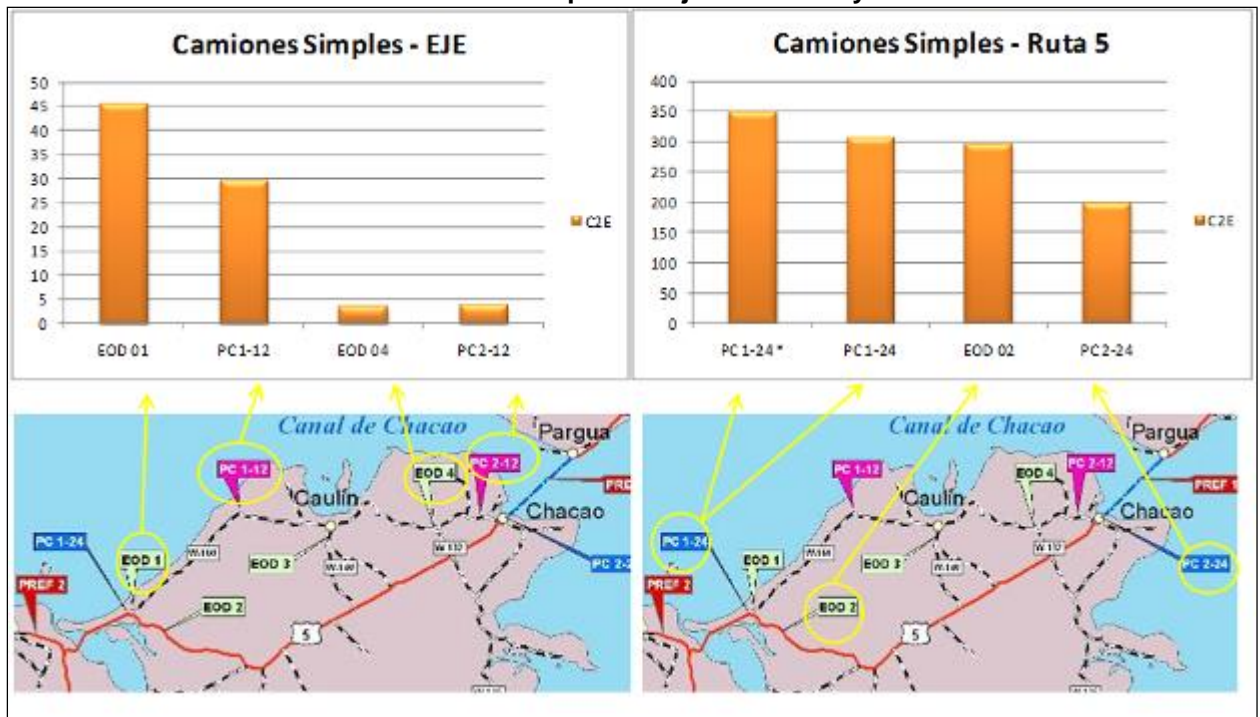 Camiones Simples - EJE
50
45
40
35
30
25
20
15
10
5
0
EOD 01 PC1-12 EOD 04 PC2-12
C2E
Camiones Simples - Ruta 5
400
350
300
250
200
150
100
50
0
PC 1-24 * PC1-24 EOD 02 PC2-24
C2E
Canal de Chacao
Pargua
PC 1-12
EOD 4
PC 2-12
PREF
Caulín
Chacao
PC 1-24
EOD 1
EOD 3
PC 2-2
PREF 2
EOD 2
5
Canal de Chacao
Pargua
PC 1-12
EOD 4
PC 2-12
PREF 1
Caulín
Chacao
PC 1-24
EOD 1
EOD 3
PC 2-24
PREF 2
EOD 2
5